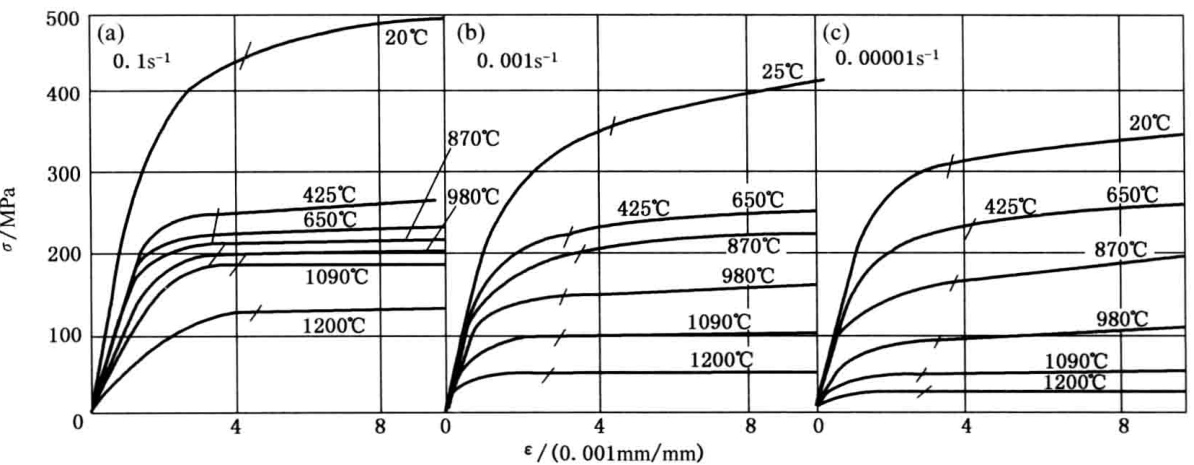 500
400
300
200
100
0
σ/MPa
(a)
0. 1s⁻¹
20℃
425℃
650℃
870℃
980℃
1090℃
1200℃
0 4 8
(b)
0. 001s⁻¹
25℃
425℃ 650℃
870℃
980℃
1090℃
1200℃
0 4 8
(c)
0. 00001s⁻¹
20℃
425℃ 650℃
870℃
980℃
1090℃
1200℃
0 4 8
ε/(0. 001mm/mm)